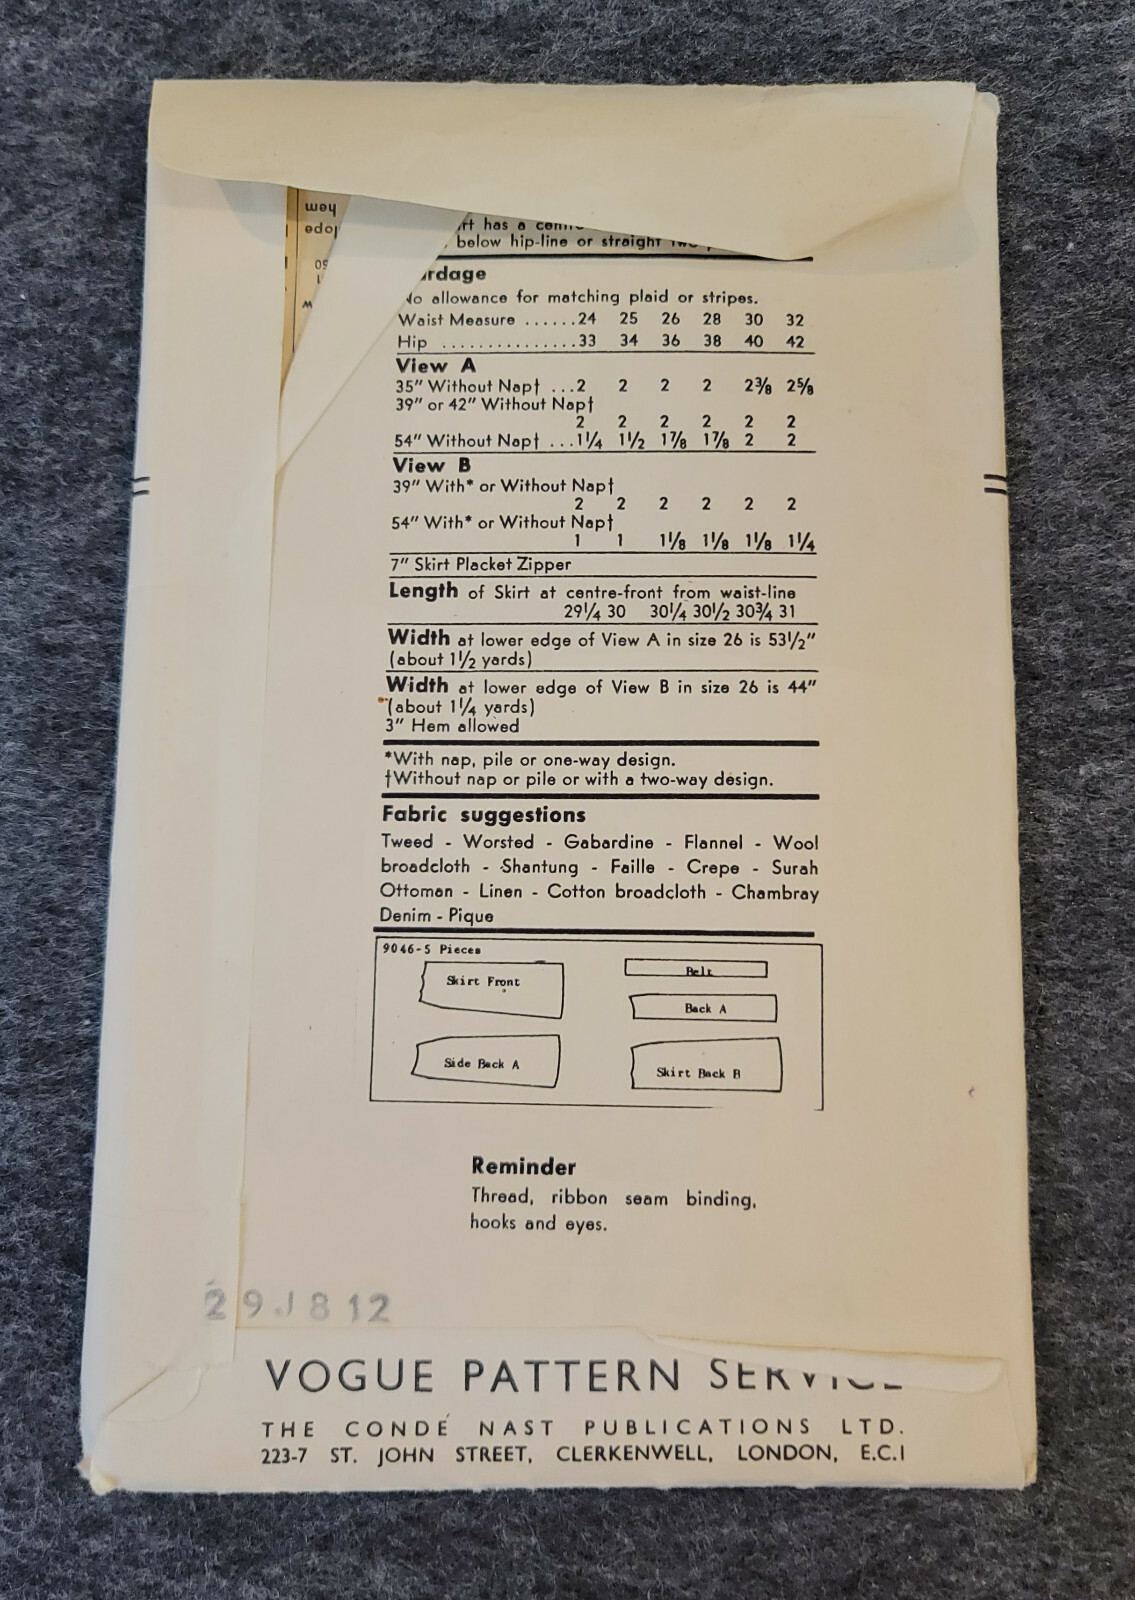 hem
has a
below hip-line or straight
No allowance for matching plaid or stripes.
Waist Measure ......24 25 26 28 30 32
Hip ...............33 34 36 38 40 42
View A
35″ Without Nap† ...2 2 2 2 2⅜ 2⅝
39″ or 42″ Without Nap†
2 2 2 2 2 2
54″ Without Nap† ...1¼ 1½ 1⅞ 1⅞ 2 2
View B
39″ With* or Without Nap†
2 2 2 2 2 2
54″ With* or Without Nap†
1 1 1⅛ 1⅛ 1⅛ 1¼
7″ Skirt Placket Zipper
Length of Skirt at centre-front from waist-line
29¼ 30 30¼ 30½ 30¾ 31
Width at lower edge of View A in size 26 is 53½″
(about 1½ yards)
Width at lower edge of View B in size 26 is 44″
(about 1¼ yards)
3″ Hem allowed
*With nap, pile or one-way design.
†Without nap or pile or with a two-way design.
Fabric suggestions
Tweed - Worsted - Gabardine - Flannel - Wool
broadcloth - Shantung - Faille - Crepe - Surah
Ottoman - Linen - Cotton broadcloth - Chambray
Denim - Pique
9046-5 Pieces
Skirt Front
Belt
Back A
Side Back A
Skirt Back B
Reminder
Thread, ribbon seam binding,
hooks and eyes.
29J812
VOGUE PATTERN SERVICE
THE CONDÉ NAST PUBLICATIONS LTD.
223-7 ST. JOHN STREET, CLERKENWELL, LONDON, E.C.1